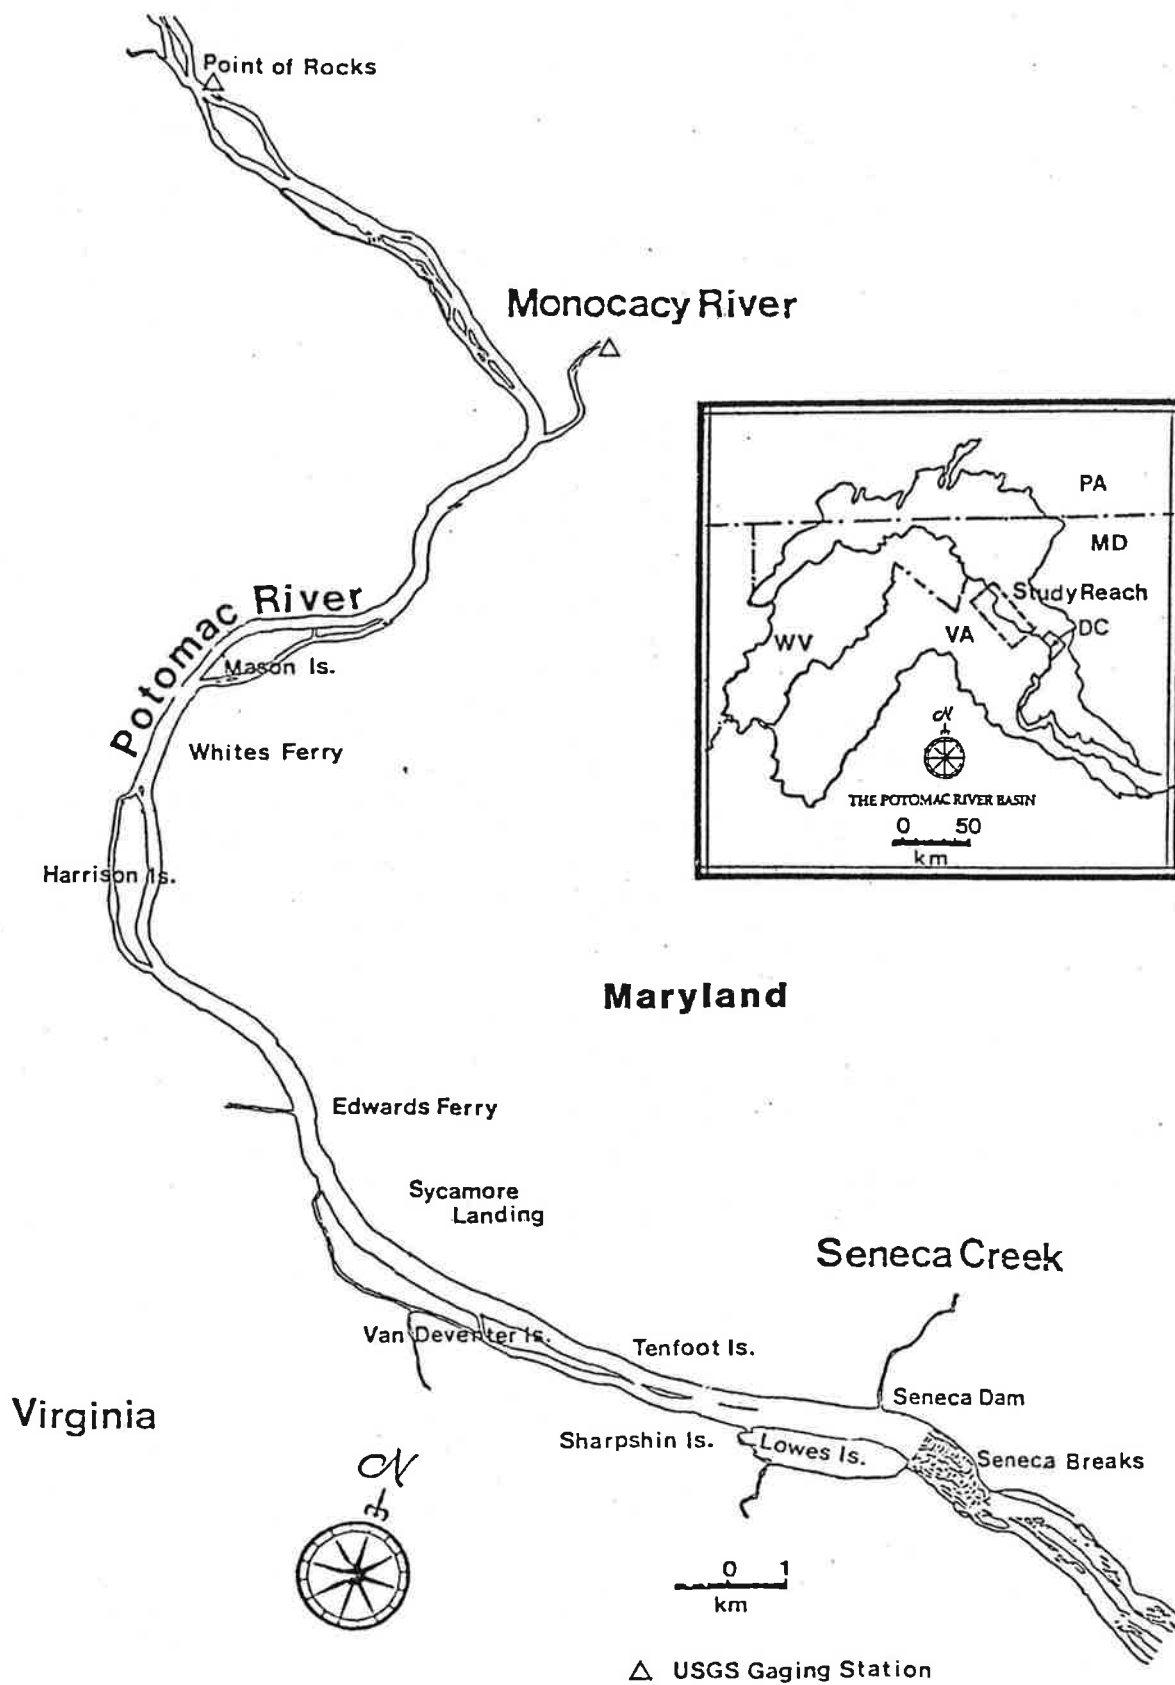 Point of Rocks
Monocacy River
PA
MD
Study Reach
DC
WV
VA
N
THE POTOMAC RIVER BASIN
0 50
km
Potomac River
Mason Is.
Whites Ferry
Harrison Is.
Maryland
Edwards Ferry
Sycamore
Landing
Seneca Creek
Van Deventer Is.
Tenfoot Is.
Seneca Dam
Virginia
Sharpshin Is.
Lowes Is.
Seneca Breaks
N
0 1
km
USGS Gaging Station